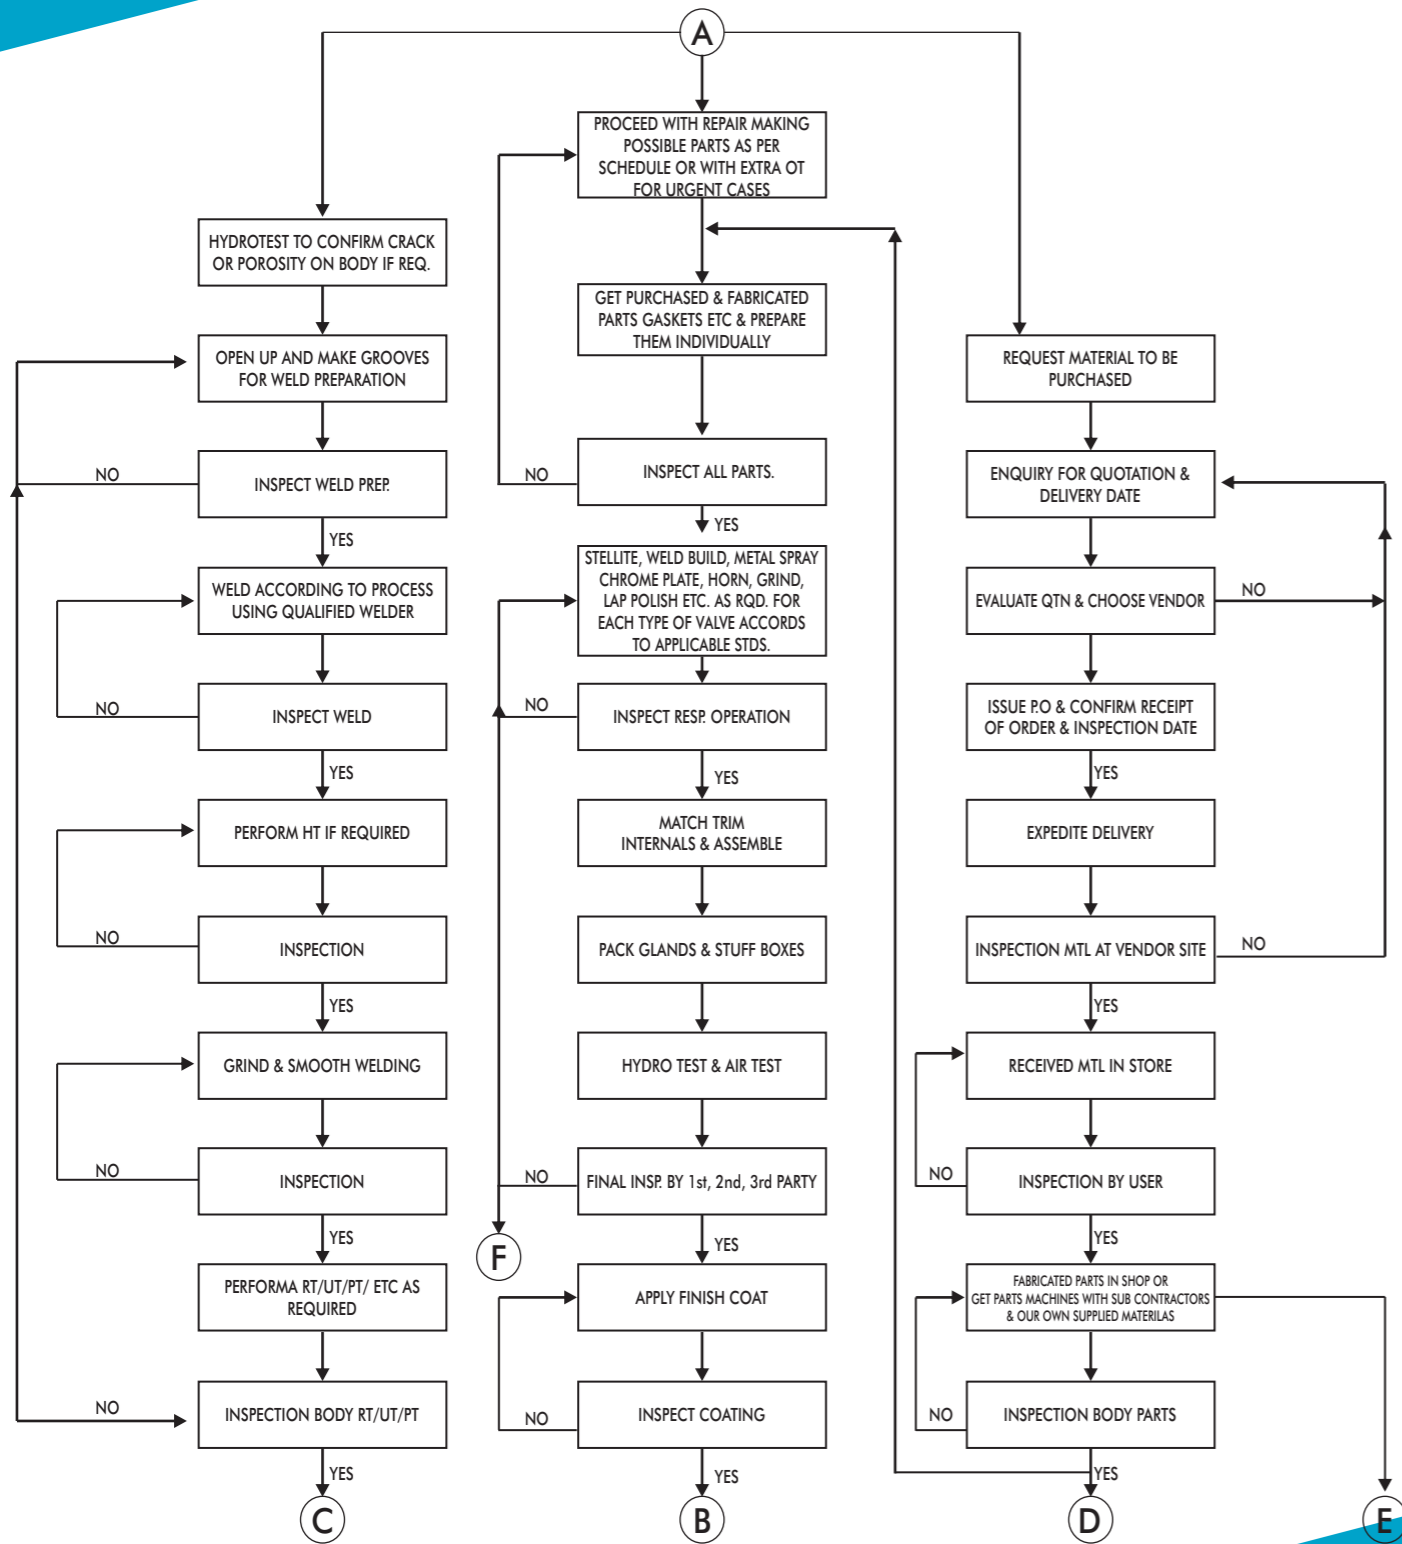 A
PROCEED WITH REPAIR MAKING
POSSIBLE PARTS AS PER
SCHEDULE OR WITH EXTRA OT
FOR URGENT CASES
HYDROTEST TO CONFIRM CRACK
OR POROSITY ON BODY IF REQ.
GET PURCHASED & FABRICATED
PARTS GASKETS ETC & PREPARE
THEM INDIVIDUALLY
OPEN UP AND MAKE GROOVES
FOR WELD PREPARATION
REQUEST MATERIAL TO BE
PURCHASED
NO
INSPECT WELD PREP.
YES
NO
INSPECT ALL PARTS.
YES
ENQUIRY FOR QUOTATION &
DELIVERY DATE
WELD ACCORDING TO PROCESS
USING QUALIFIED WELDER
STELLITE, WELD BUILD, METAL SPRAY
CHROME PLATE, HORN, GRIND,
LAP POLISH ETC. AS RQD. FOR
EACH TYPE OF VALVE ACCORDS
TO APPLICABLE STDS.
EVALUATE QTN & CHOOSE VENDOR
NO
NO
INSPECT WELD
YES
NO
INSPECT RESP. OPERATION
YES
ISSUE P.O & CONFIRM RECEIPT
OF ORDER & INSPECTION DATE
YES
PERFORM HT IF REQUIRED
MATCH TRIM
INTERNALS & ASSEMBLE
EXPEDITE DELIVERY
NO
INSPECTION
YES
PACK GLANDS & STUFF BOXES
INSPECTION MTL AT VENDOR SITE
NO
YES
GRIND & SMOOTH WELDING
HYDRO TEST & AIR TEST
RECEIVED MTL IN STORE
NO
INSPECTION
YES
NO
FINAL INSP. BY 1st, 2nd, 3rd PARTY
YES
NO
INSPECTION BY USER
YES
F
PERFORMA RT/UT/PT/ ETC AS
REQUIRED
APPLY FINISH COAT
FABRICATED PARTS IN SHOP OR
GET PARTS MACHINES WITH SUB CONTRACTORS
& OUR OWN SUPPLIED MATERILAS
NO
INSPECTION BODY RT/UT/PT
YES
NO
INSPECT COATING
YES
NO
INSPECTION BODY PARTS
YES
C
B
D
E